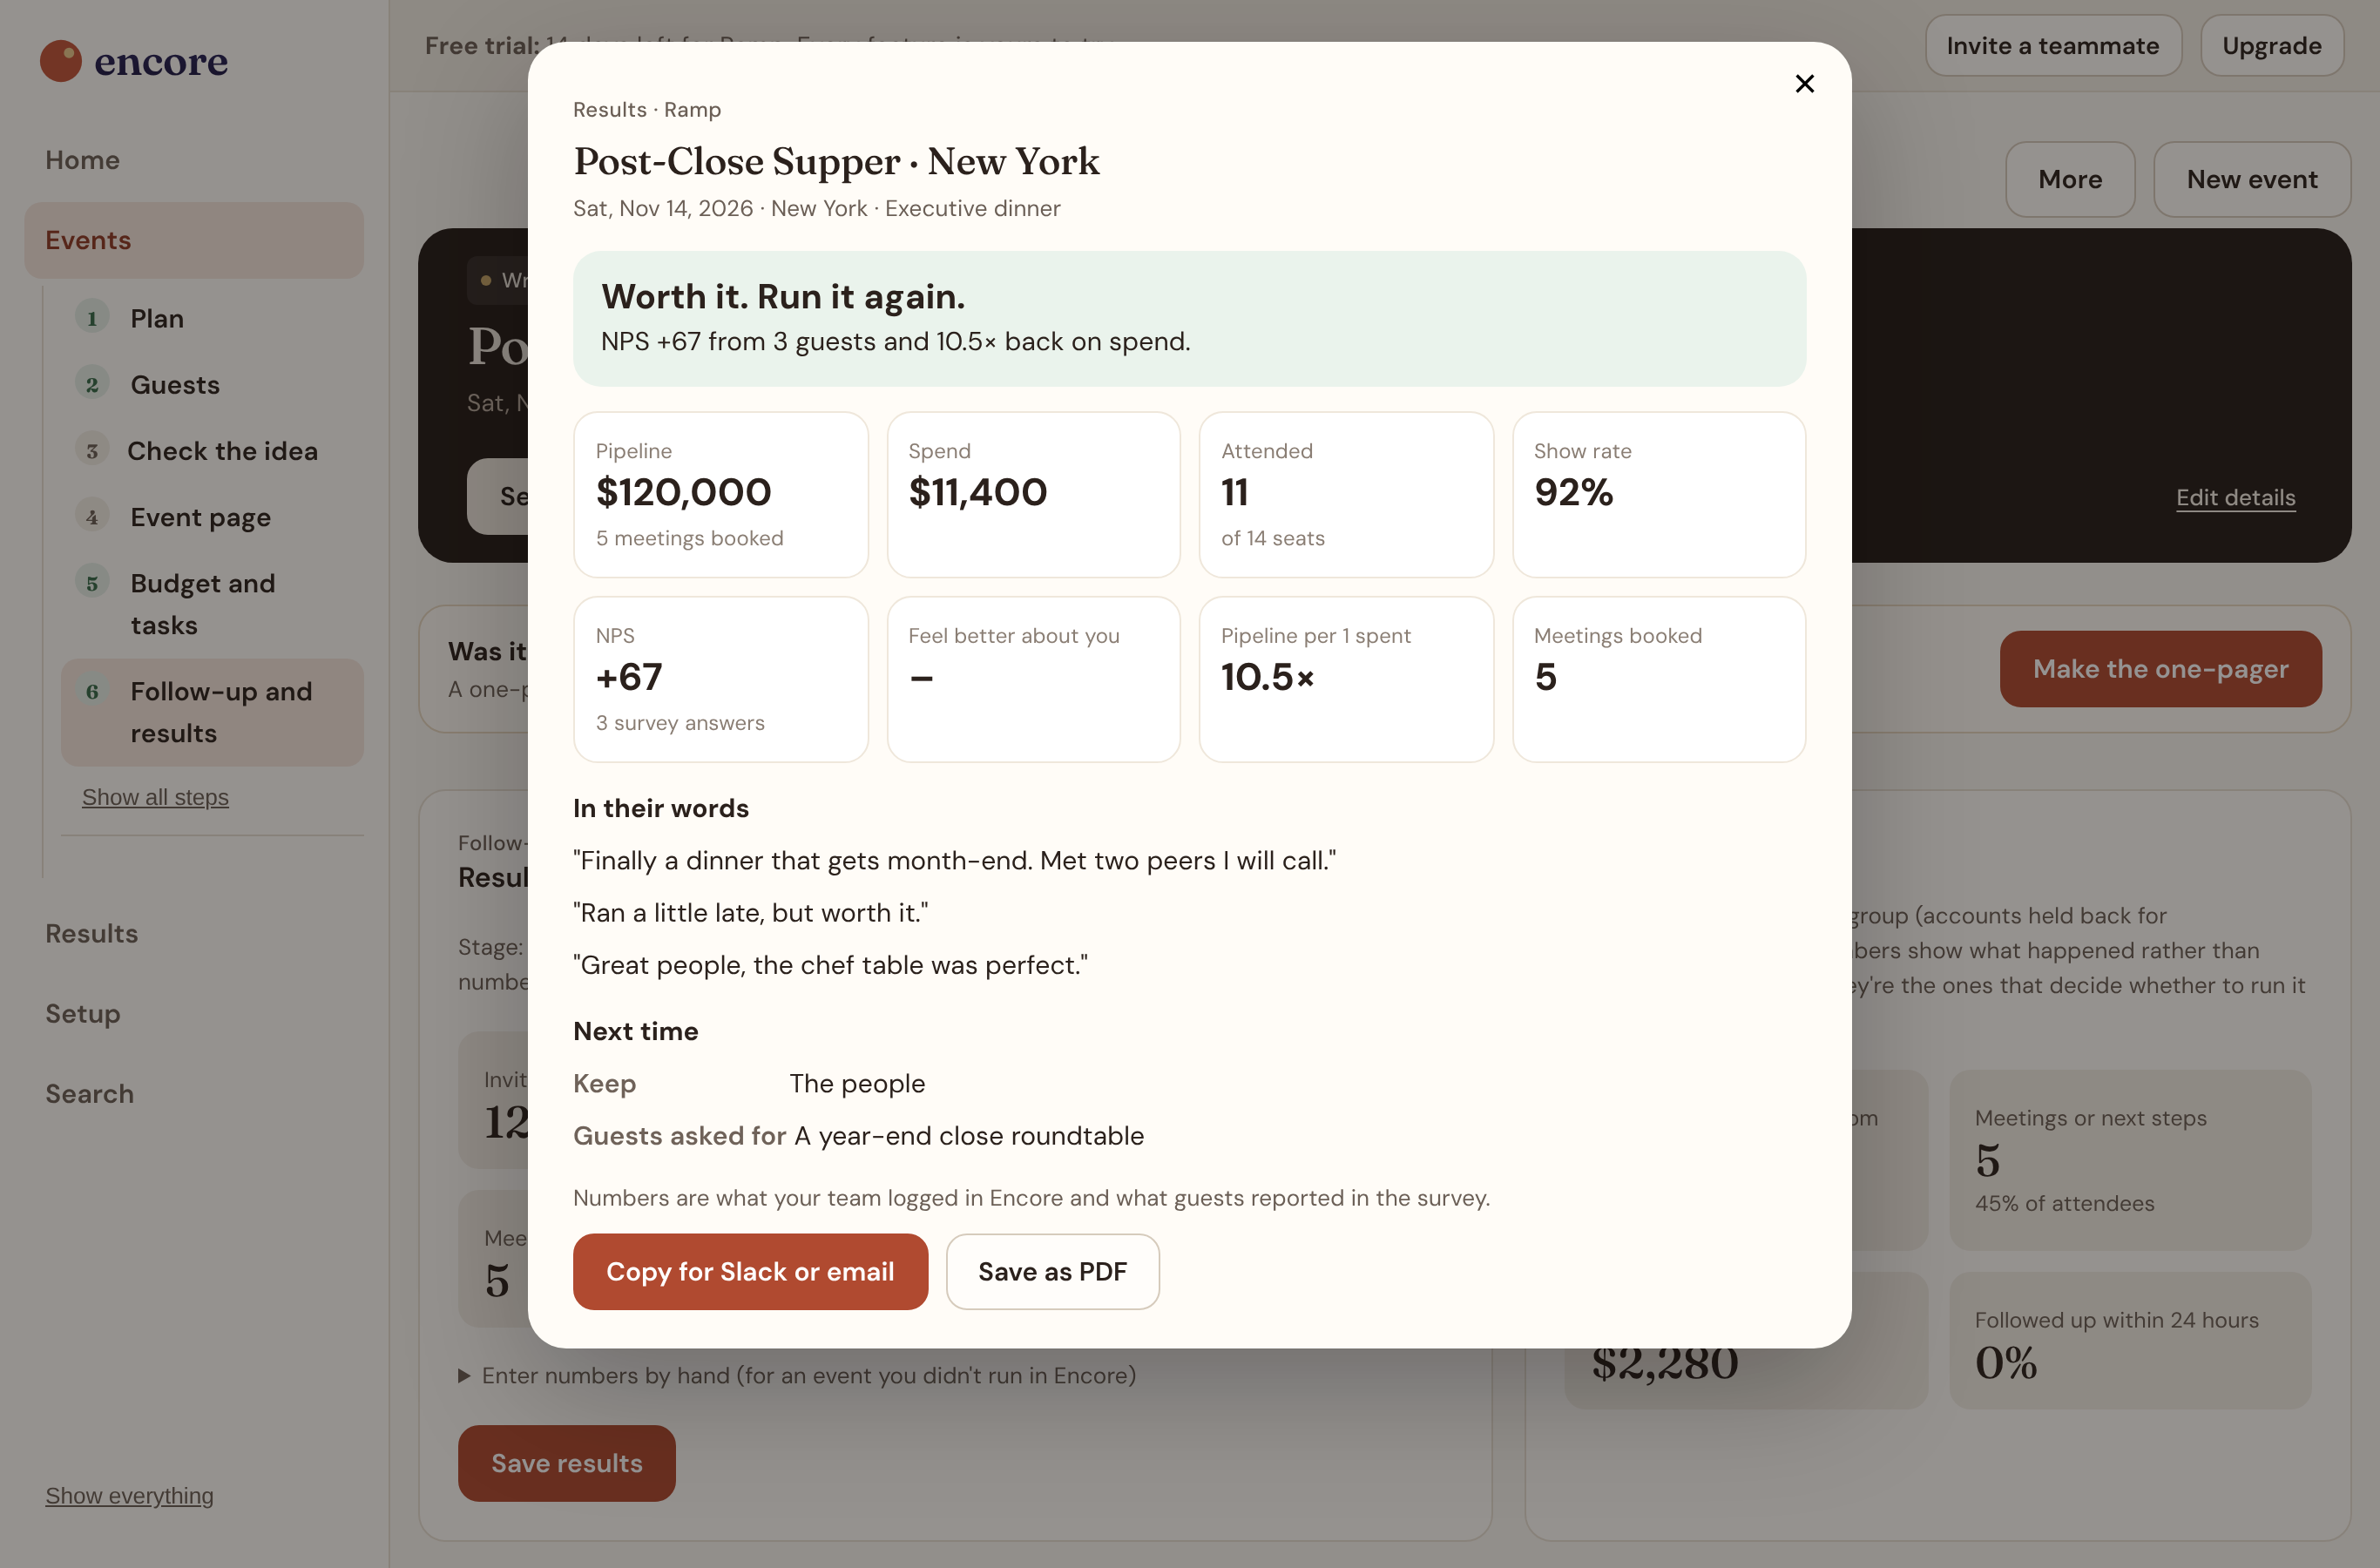 encore
Home
Events
1 Plan
2 Guests
3 Check the idea
4 Event page
5 Budget and
tasks
6 Follow-up and
results
Show all steps
Results
Setup
Search
Show everything
Free trial:
Invite a teammate
Upgrade
More
New event
Edit details
Make the one-pager
Results · Ramp
Post-Close Supper · New York
Sat, Nov 14, 2026 · New York · Executive dinner
Worth it. Run it again.
NPS +67 from 3 guests and 10.5× back on spend.
Pipeline
$120,000
5 meetings booked
Spend
$11,400
Attended
11
of 14 seats
Show rate
92%
NPS
+67
3 survey answers
Feel better about you
–
Pipeline per 1 spent
10.5×
Meetings booked
5
In their words
"Finally a dinner that gets month-end. Met two peers I will call."
"Ran a little late, but worth it."
"Great people, the chef table was perfect."
Next time
Keep The people
Guests asked for A year-end close roundtable
Numbers are what your team logged in Encore and what guests reported in the survey.
Copy for Slack or email
Save as PDF
Sat,
Was it
Stage:
12
5
Enter numbers by hand (for an event you didn't run in Encore)
Save results
group (accounts held back for
show what happened rather than
the ones that decide whether to run it
Meetings or next steps
5
45% of attendees
$2,280
Followed up within 24 hours
0%